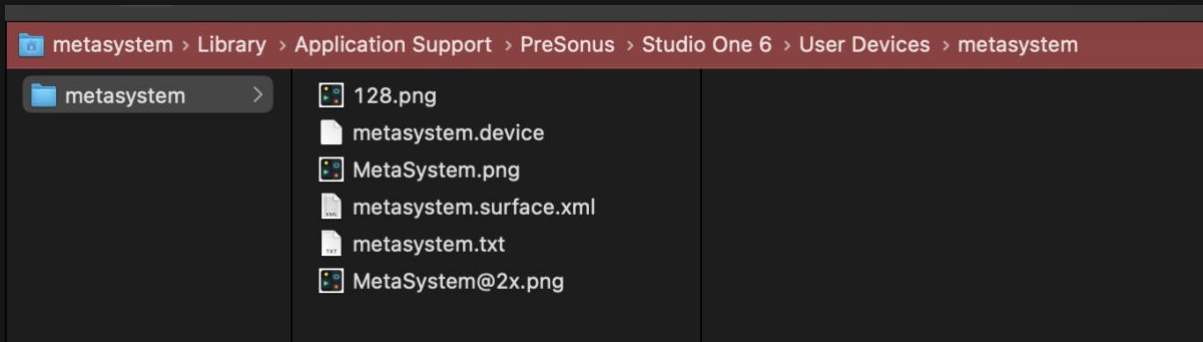 metasystem › Library › Application Support › PreSonus › Studio One 6 › User Devices › metasystem
metasystem
128.png
metasystem.device
MetaSystem.png
metasystem.surface.xml
metasystem.txt
MetaSystem@2x.png